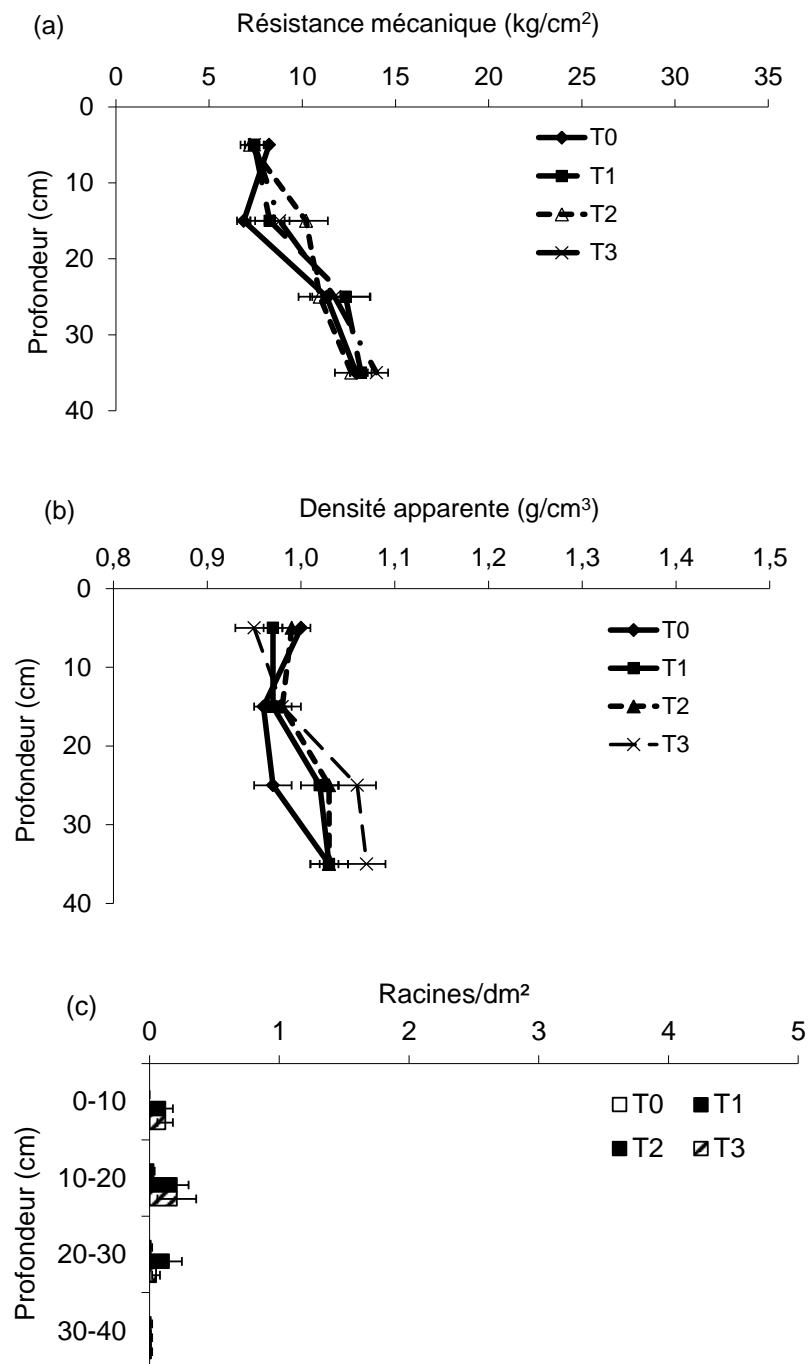 (a) Résistance mécanique (kg/cm²)
0 5 10 15 20 25 30 35
0
10
20
30
40
Profondeur (cm)
T0
T1
T2
T3
(b) Densité apparente (g/cm³)
0,8 0,9 1,0 1,1 1,2 1,3 1,4 1,5
0
10
20
30
40
Profondeur (cm)
T0
T1
T2
T3
(c) Racines/dm²
0 1 2 3 4 5
0-10
10-20
20-30
30-40
Profondeur (cm)
T0 T1
T2 T3